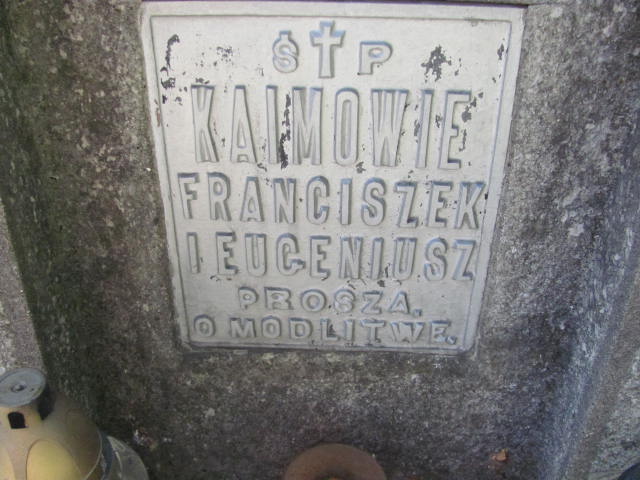 Ś † P
KAIMOWIE
FRANCISZEK
I EUGENIUSZ
PROSZĄ
O MODLITWĘ.